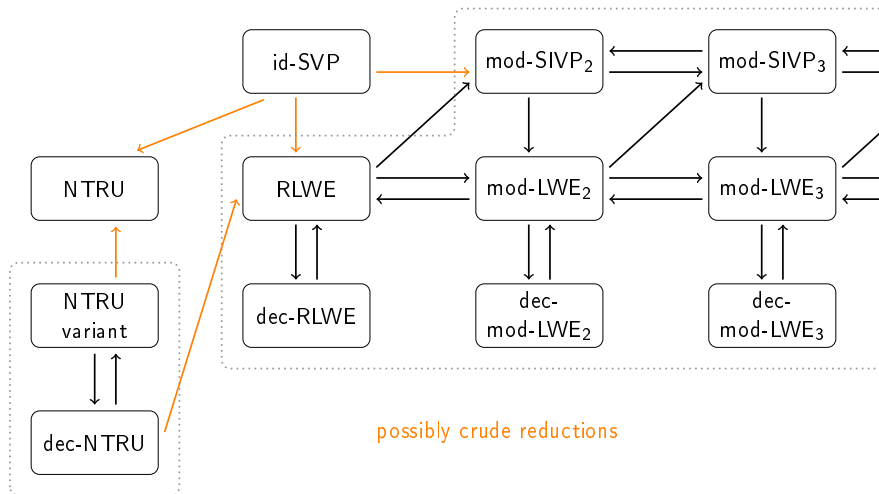 id-SVP
mod-SIVP₂
mod-SIVP₃
NTRU
RLWE
mod-LWE₂
mod-LWE₃
NTRU
variant
dec-RLWE
dec-
mod-LWE₂
dec-
mod-LWE₃
dec-NTRU
possibly crude reductions